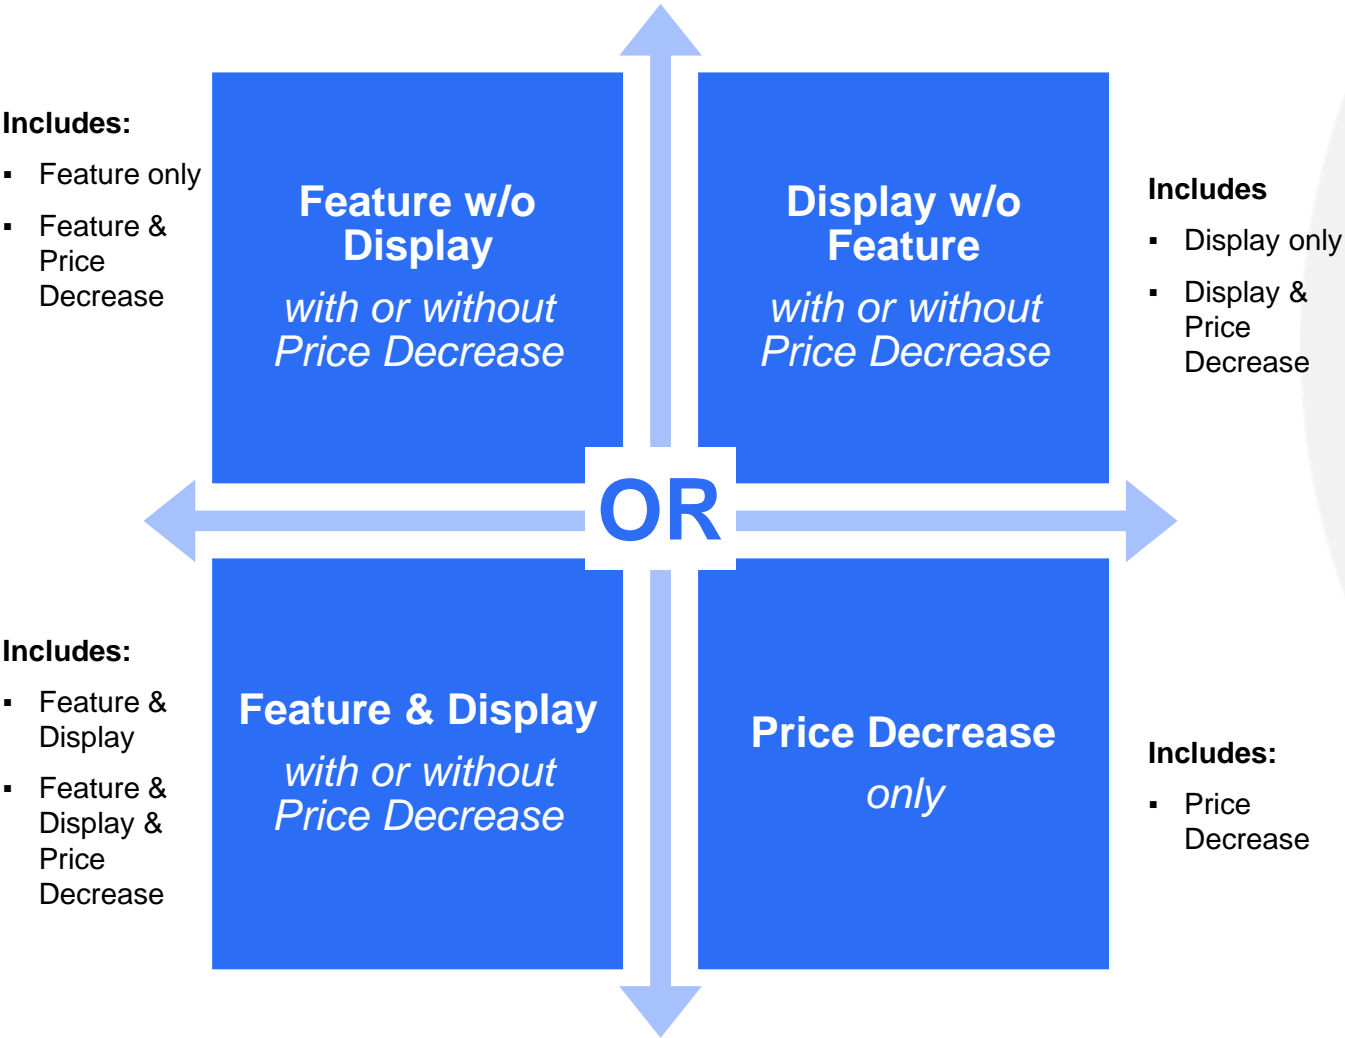 Includes:
▪ Feature only
▪ Feature &
Price
Decrease
Feature w/o
Display
with or without
Price Decrease
Display w/o
Feature
with or without
Price Decrease
Includes
▪ Display only
▪ Display &
Price
Decrease
OR
Includes:
▪ Feature &
Display
▪ Feature &
Display &
Price
Decrease
Feature & Display
with or without
Price Decrease
Price Decrease
only
Includes:
▪ Price
Decrease